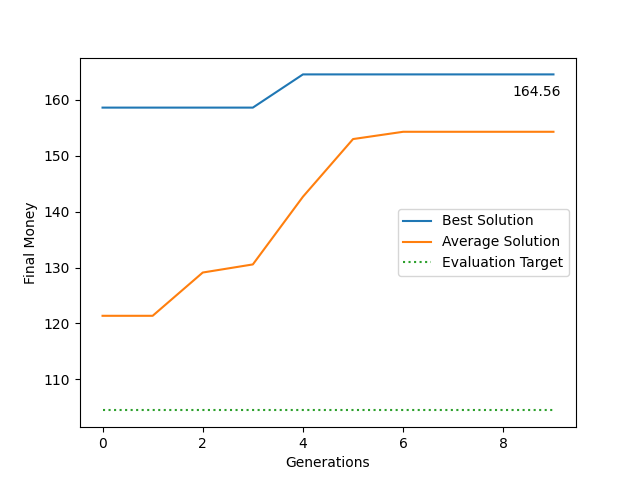 160
150
140
130
120
110
Final Money
164.56
Best Solution
Average Solution
Evaluation Target
0 2 4 6 8
Generations